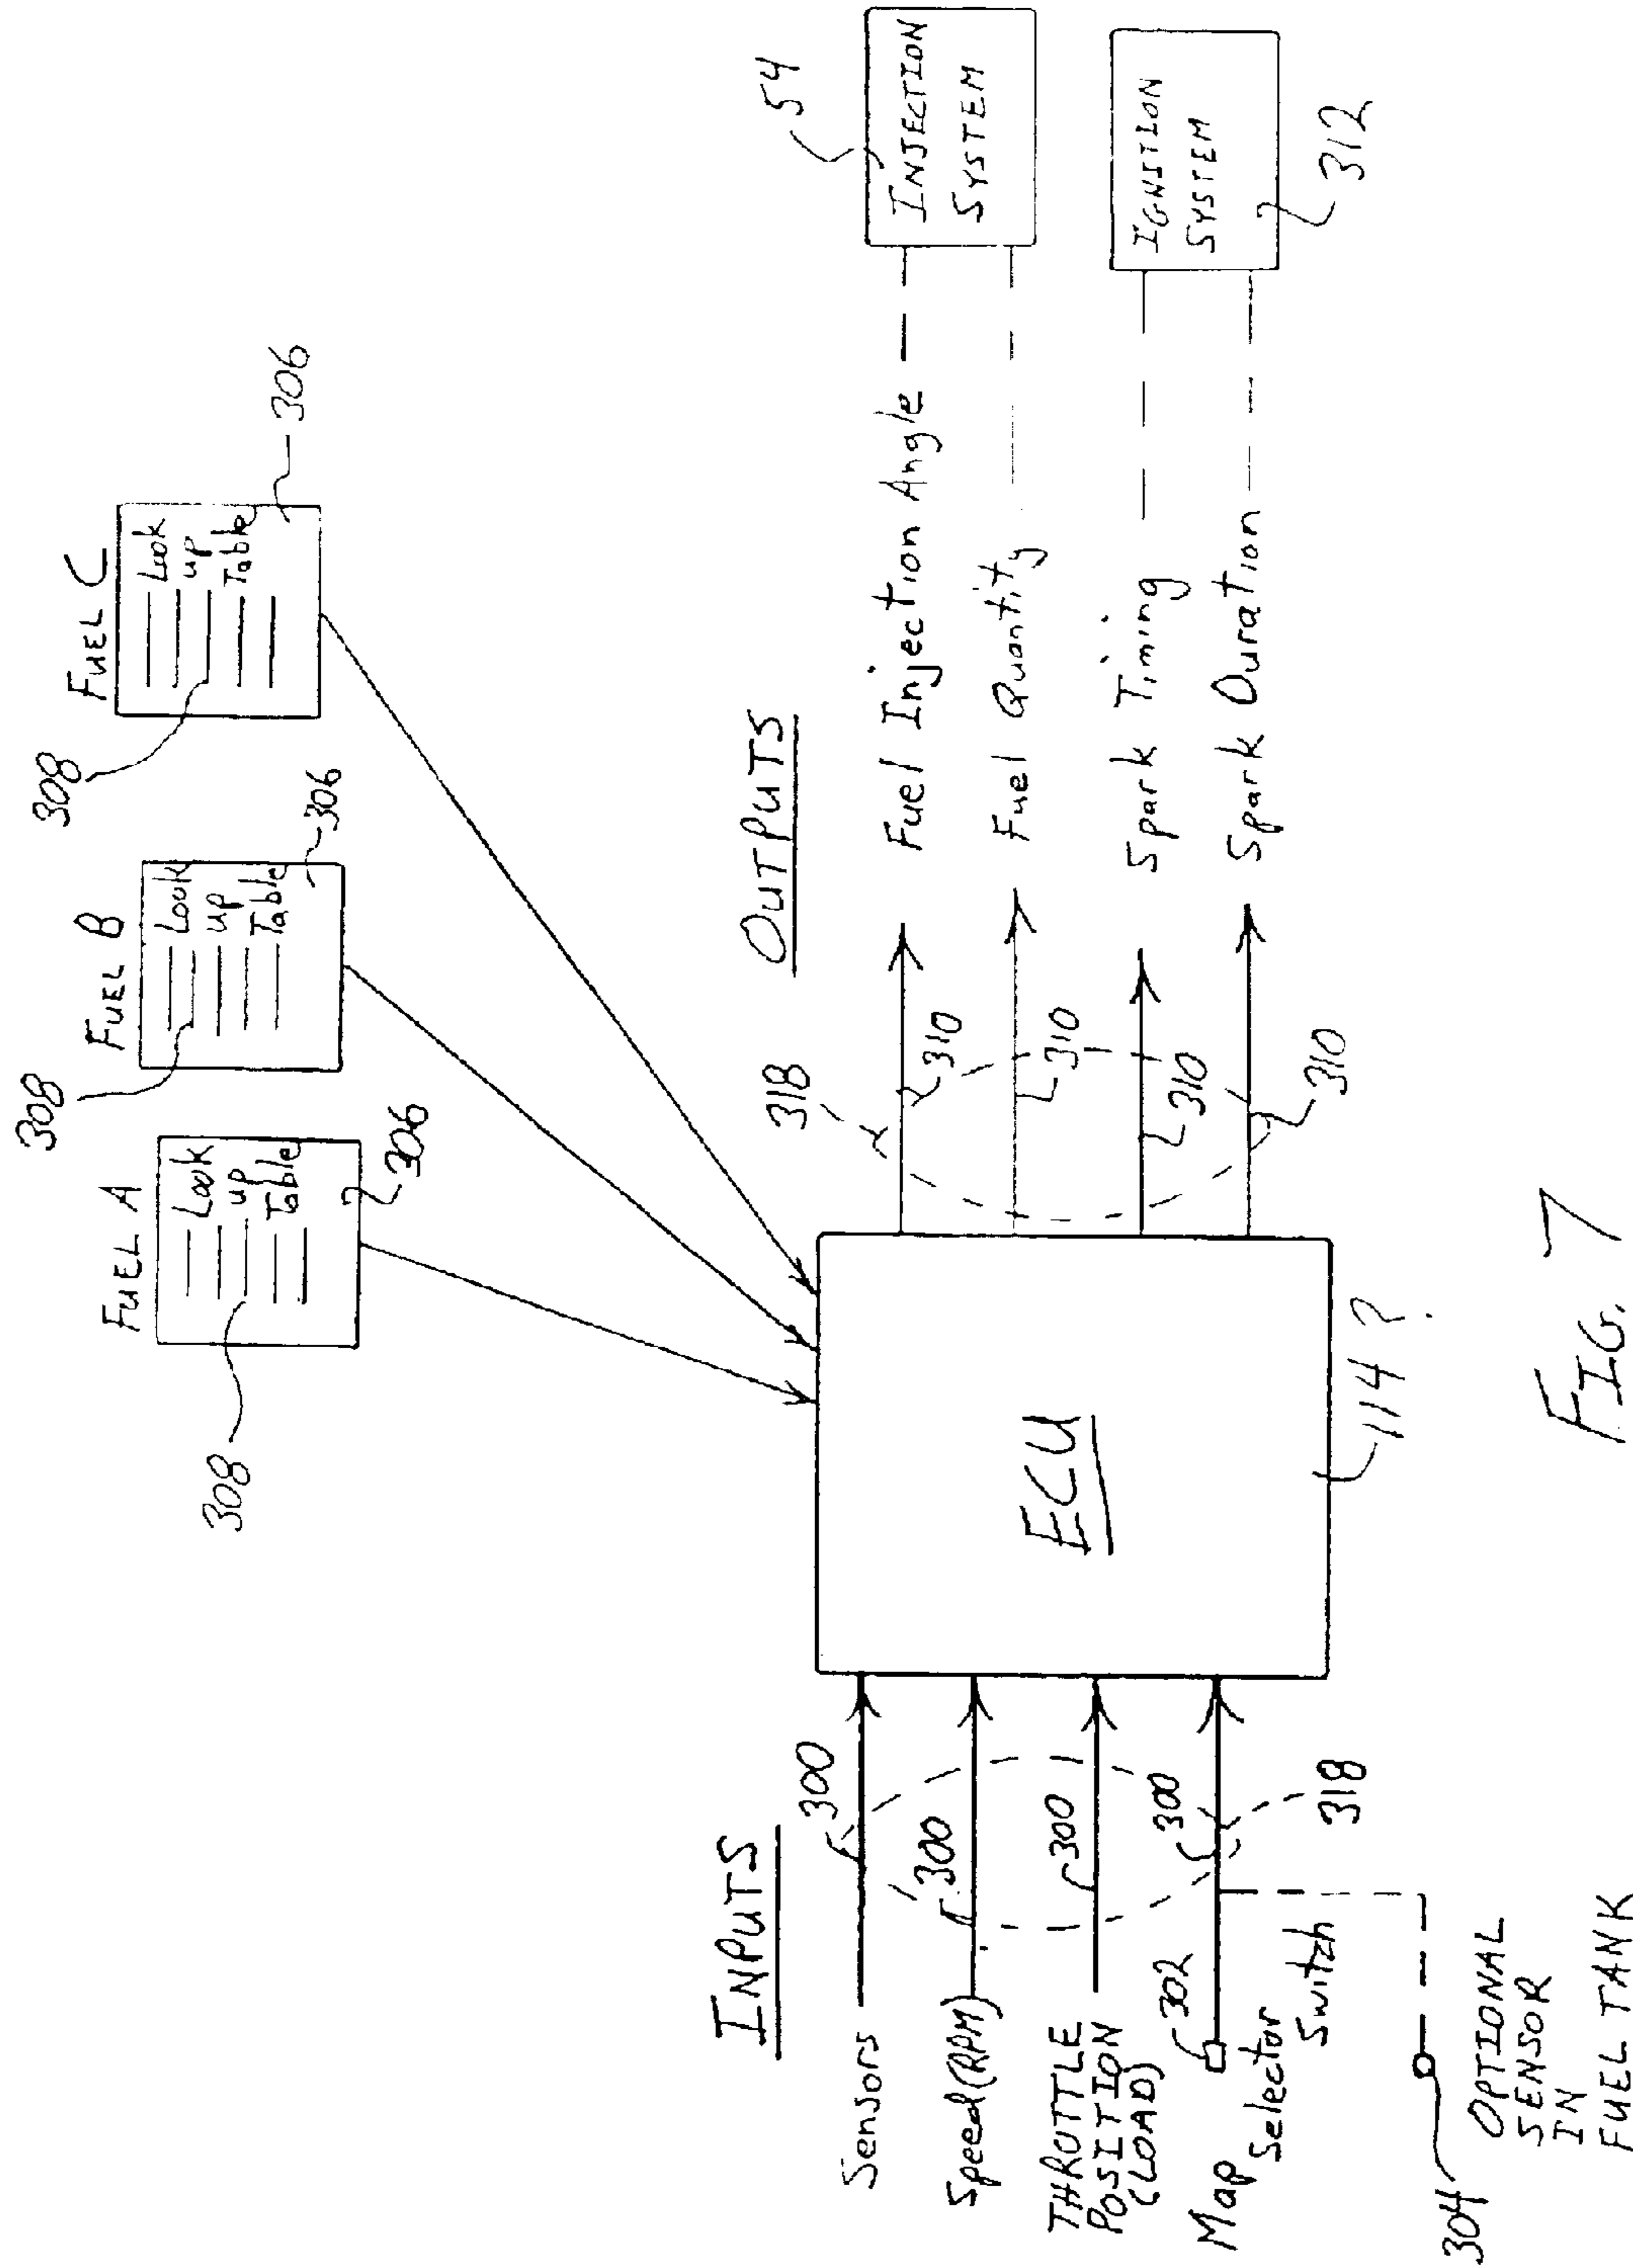 FUEL A
Look
up
Table
308
306
FUEL B
Look
up
Table
308
306
FUEL C
Look
up
Table
308
306
INPUTS
Sensors
300
Speed (RPM)
300
THROTTLE
POSITION
(LOAD)
300
Map
Selector
Switch
302
300
318
304
OPTIONAL
SENSOR
IN
FUEL TANK
ECU
114?
OUTPUTS
318
310
Fuel Injection Angle
310
Fuel Quantity
310
Spark Timing
310
Spark Duration
54
INJECTION
SYSTEM
IGNITION
SYSTEM
312
FIG. 7